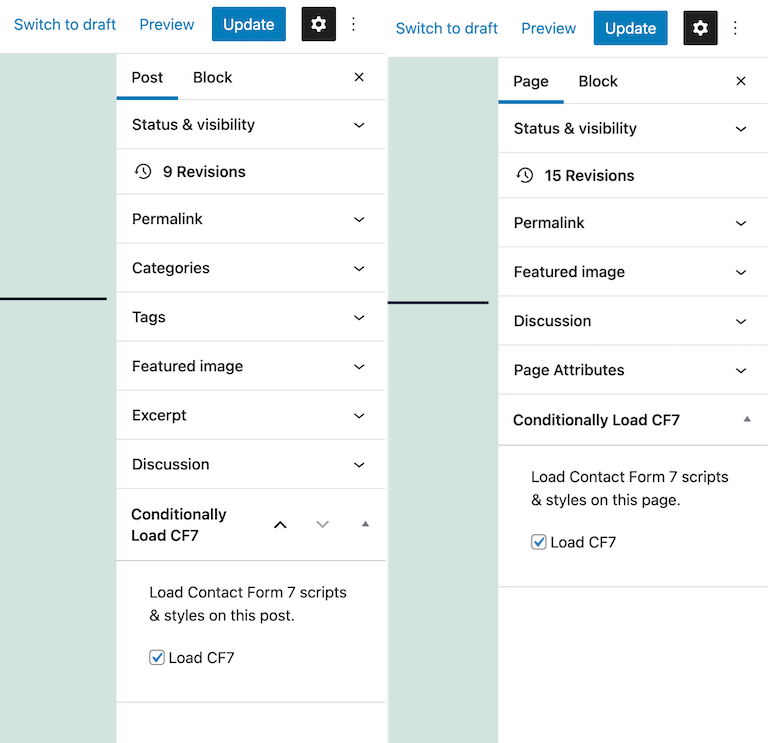 Switch to draft Preview Update
Post Block
Status & visibility
9 Revisions
Permalink
Categories
Tags
Featured image
Excerpt
Discussion
Conditionally
Load CF7
Load Contact Form 7 scripts
& styles on this post.
Load CF7
Switch to draft Preview Update
Page Block
Status & visibility
15 Revisions
Permalink
Featured image
Discussion
Page Attributes
Conditionally Load CF7
Load Contact Form 7 scripts
& styles on this page.
Load CF7